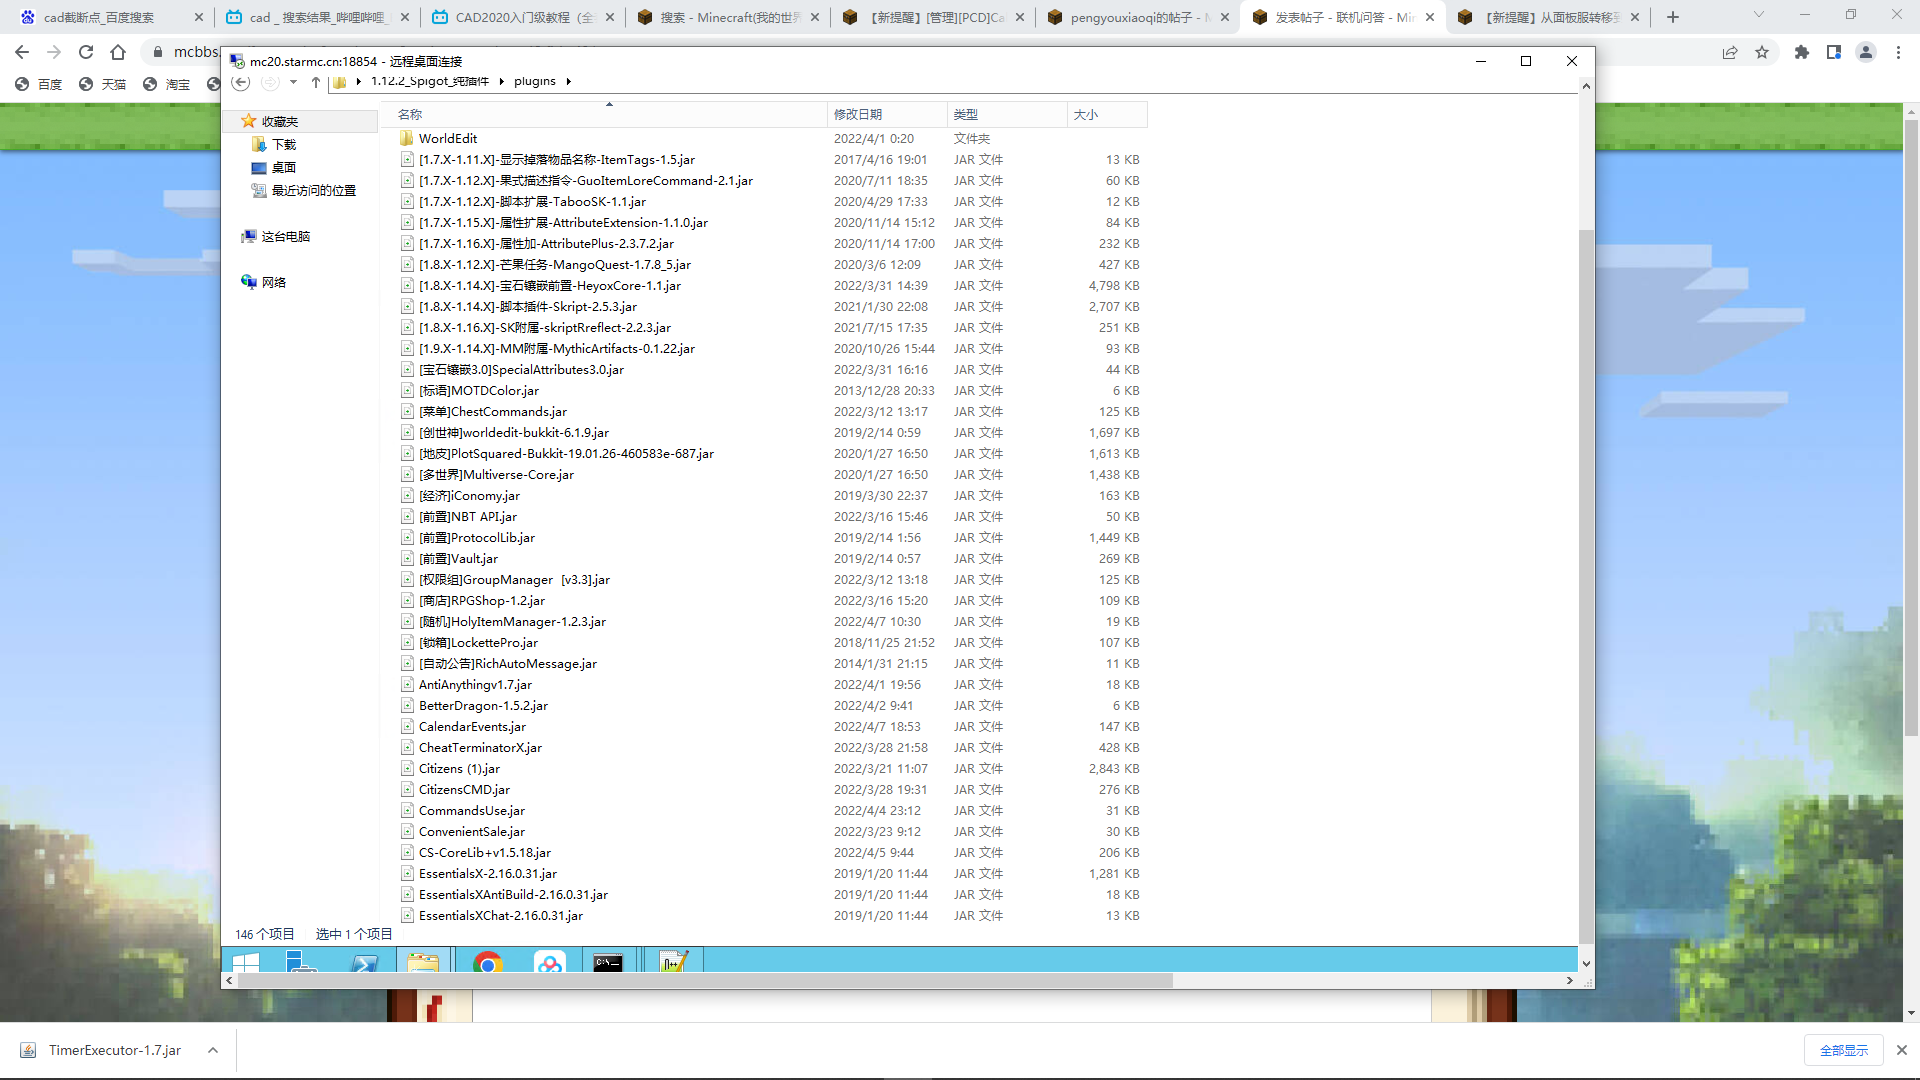 cad截断点_百度搜索
cad _ 搜索结果_哔哩哔哩_
CAD2020入门级教程（全
搜索 - Minecraft(我的世界
【新提醒】[管理][PCD]Ca
pengyouxiaoqi的帖子 - M
发表帖子 - 联机问答 - Min
【新提醒】从面板服转移到
mcbbs.
百度
天猫
淘宝
mc20.starmc.cn:18854 - 远程桌面连接
1.12.2_Spigot_纯插件
plugins
收藏夹
下载
桌面
最近访问的位置
这台电脑
网络
名称 修改日期 类型 大小
WorldEdit 2022/4/1 0:20 文件夹
[1.7.X-1.11.X]-显示掉落物品名称-ItemTags-1.5.jar 2017/4/16 19:01 JAR 文件 13 KB
[1.7.X-1.12.X]-果式描述指令-GuoItemLoreCommand-2.1.jar 2020/7/11 18:35 JAR 文件 60 KB
[1.7.X-1.12.X]-脚本扩展-TabooSK-1.1.jar 2020/4/29 17:33 JAR 文件 12 KB
[1.7.X-1.15.X]-属性扩展-AttributeExtension-1.1.0.jar 2020/11/14 15:12 JAR 文件 84 KB
[1.7.X-1.16.X]-属性加-AttributePlus-2.3.7.2.jar 2020/11/14 17:00 JAR 文件 232 KB
[1.8.X-1.12.X]-芒果任务-MangoQuest-1.7.8_5.jar 2020/3/6 12:09 JAR 文件 427 KB
[1.8.X-1.14.X]-宝石镶嵌前置-HeyoxCore-1.1.jar 2022/3/31 14:39 JAR 文件 4,798 KB
[1.8.X-1.14.X]-脚本插件-Skript-2.5.3.jar 2021/1/30 22:08 JAR 文件 2,707 KB
[1.8.X-1.16.X]-SK附属-skriptRreflect-2.2.3.jar 2021/7/15 17:35 JAR 文件 251 KB
[1.9.X-1.14.X]-MM附属-MythicArtifacts-0.1.22.jar 2020/10/26 15:44 JAR 文件 93 KB
[宝石镶嵌3.0]SpecialAttributes3.0.jar 2022/3/31 16:16 JAR 文件 44 KB
[标语]MOTDColor.jar 2013/12/28 20:33 JAR 文件 6 KB
[菜单]ChestCommands.jar 2022/3/12 13:17 JAR 文件 125 KB
[创世神]worldedit-bukkit-6.1.9.jar 2019/2/14 0:59 JAR 文件 1,697 KB
[地皮]PlotSquared-Bukkit-19.01.26-460583e-687.jar 2020/1/27 16:50 JAR 文件 1,613 KB
[多世界]Multiverse-Core.jar 2020/1/27 16:50 JAR 文件 1,438 KB
[经济]iConomy.jar 2019/3/30 22:37 JAR 文件 163 KB
[前置]NBT API.jar 2022/3/16 15:46 JAR 文件 50 KB
[前置]ProtocolLib.jar 2019/2/14 1:56 JAR 文件 1,449 KB
[前置]Vault.jar 2019/2/14 0:57 JAR 文件 269 KB
[权限组]GroupManager  [v3.3].jar 2022/3/12 13:18 JAR 文件 125 KB
[商店]RPGShop-1.2.jar 2022/3/16 15:20 JAR 文件 109 KB
[随机]HolyItemManager-1.2.3.jar 2022/4/7 10:30 JAR 文件 19 KB
[锁箱]LockettePro.jar 2018/11/25 21:52 JAR 文件 107 KB
[自动公告]RichAutoMessage.jar 2014/1/31 21:15 JAR 文件 11 KB
AntiAnythingv1.7.jar 2022/4/1 19:56 JAR 文件 18 KB
BetterDragon-1.5.2.jar 2022/4/2 9:41 JAR 文件 6 KB
CalendarEvents.jar 2022/4/7 18:53 JAR 文件 147 KB
CheatTerminatorX.jar 2022/3/28 21:58 JAR 文件 428 KB
Citizens (1).jar 2022/3/21 11:07 JAR 文件 2,843 KB
CitizensCMD.jar 2022/3/28 19:31 JAR 文件 276 KB
CommandsUse.jar 2022/4/4 23:12 JAR 文件 31 KB
ConvenientSale.jar 2022/3/23 9:12 JAR 文件 30 KB
CS-CoreLib+v1.5.18.jar 2022/4/5 9:44 JAR 文件 206 KB
EssentialsX-2.16.0.31.jar 2019/1/20 11:44 JAR 文件 1,281 KB
EssentialsXAntiBuild-2.16.0.31.jar 2019/1/20 11:44 JAR 文件 18 KB
EssentialsXChat-2.16.0.31.jar 2019/1/20 11:44 JAR 文件 13 KB
146 个项目 选中 1 个项目
TimerExecutor-1.7.jar
全部显示